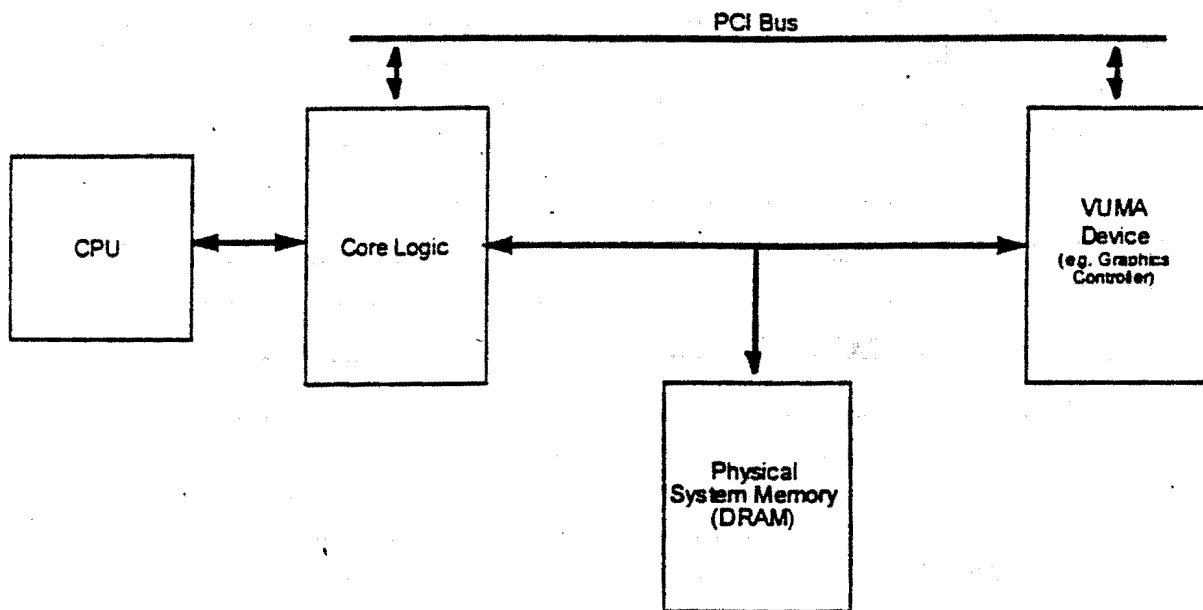 PCI Bus
CPU
Core Logic
VUMA
Device
(e.g. Graphics
Controller)
Physical
System Memory
(DRAM)